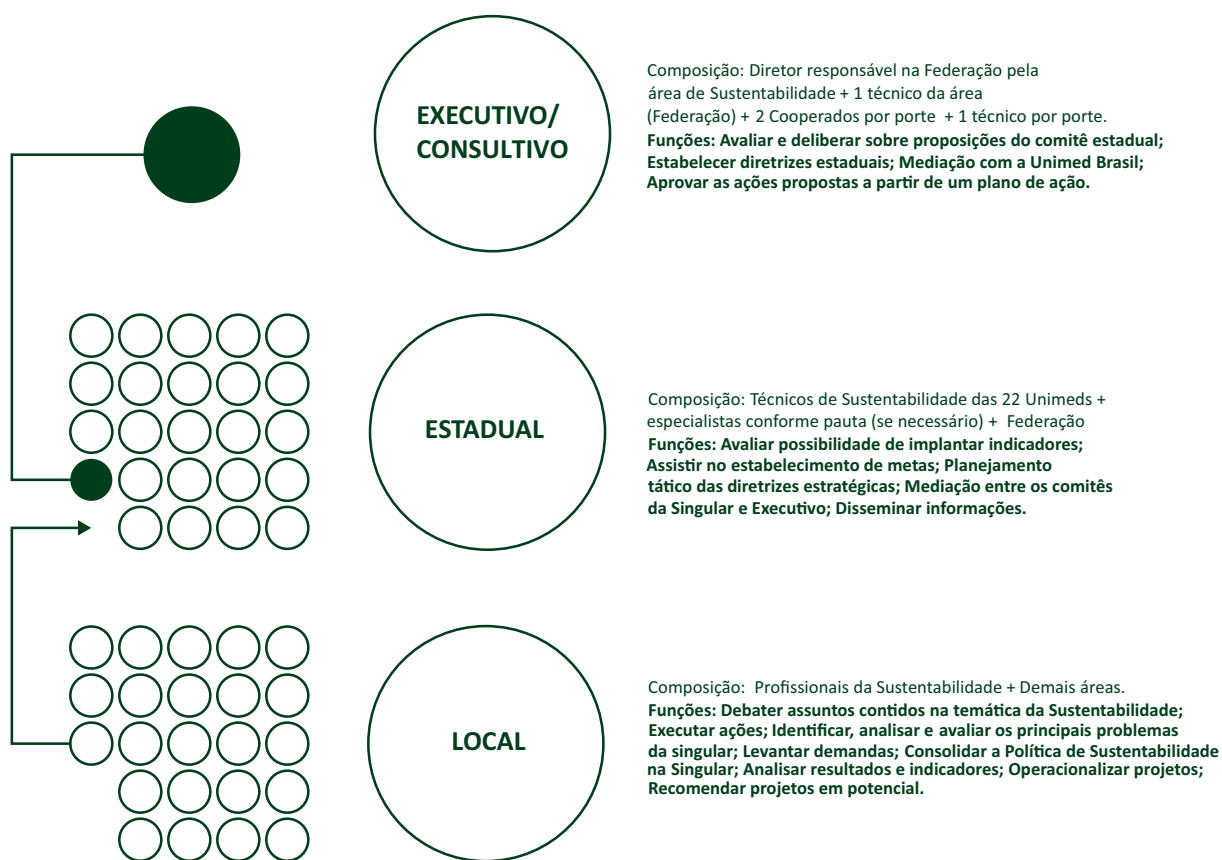 EXECUTIVO/
CONSULTIVO
Composição: Diretor responsável na Federação pela
área de Sustentabilidade + 1 técnico da área
(Federação) + 2 Cooperados por porte + 1 técnico por porte.
Funções: Avaliar e deliberar sobre proposições do comitê estadual;
Estabelecer diretrizes estaduais; Mediação com a Unimed Brasil;
Aprovar as ações propostas a partir de um plano de ação.
ESTADUAL
Composição: Técnicos de Sustentabilidade das 22 Unimeds +
especialistas conforme pauta (se necessário) + Federação
Funções: Avaliar possibilidade de implantar indicadores;
Assistir no estabelecimento de metas; Planejamento
tático das diretrizes estratégicas; Mediação entre os comitês
da Singular e Executivo; Disseminar informações.
LOCAL
Composição: Profissionais da Sustentabilidade + Demais áreas.
Funções: Debater assuntos contidos na temática da Sustentabilidade;
Executar ações; Identificar, analisar e avaliar os principais problemas
da singular; Levantar demandas; Consolidar a Política de Sustentabilidade
na Singular; Analisar resultados e indicadores; Operacionalizar projetos;
Recomendar projetos em potencial.